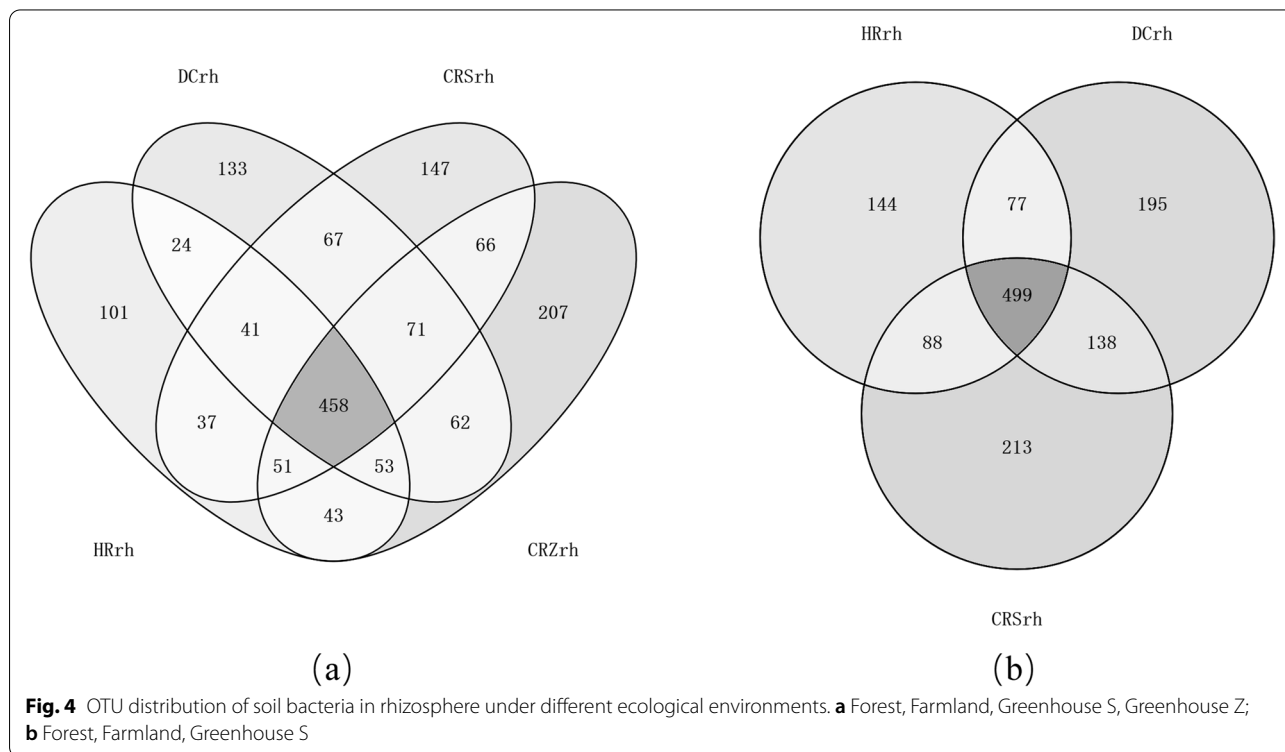 DCrh CRSrh
133 147
24 67 66
101 41 71 207
37 458 62
51 53
43
HRrh CRZrh
(a)
HRrh DCrh
144 77 195
499
88 138
213
CRSrh
(b)
Fig. 4 OTU distribution of soil bacteria in rhizosphere under different ecological environments. a Forest, Farmland, Greenhouse S, Greenhouse Z;
b Forest, Farmland, Greenhouse S